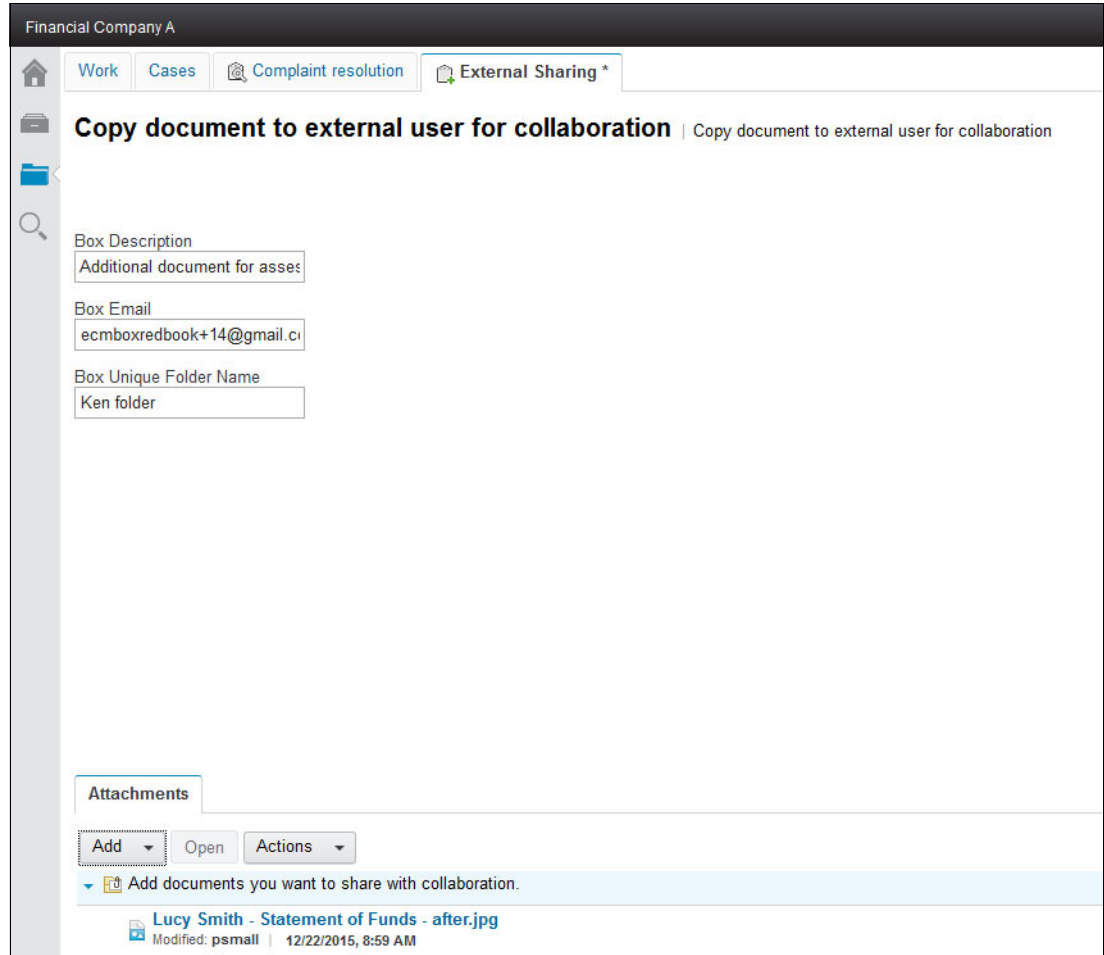 Financial Company A
Work Cases Complaint resolution External Sharing *
Copy document to external user for collaboration | Copy document to external user for collaboration
Box Description
Additional document for asses
Box Email
ecmboxredbook+14@gmail.c
Box Unique Folder Name
Ken folder
Attachments
Add Open Actions
Add documents you want to share with collaboration.
Lucy Smith - Statement of Funds - after.jpg
Modified: psmall | 12/22/2015, 8:59 AM